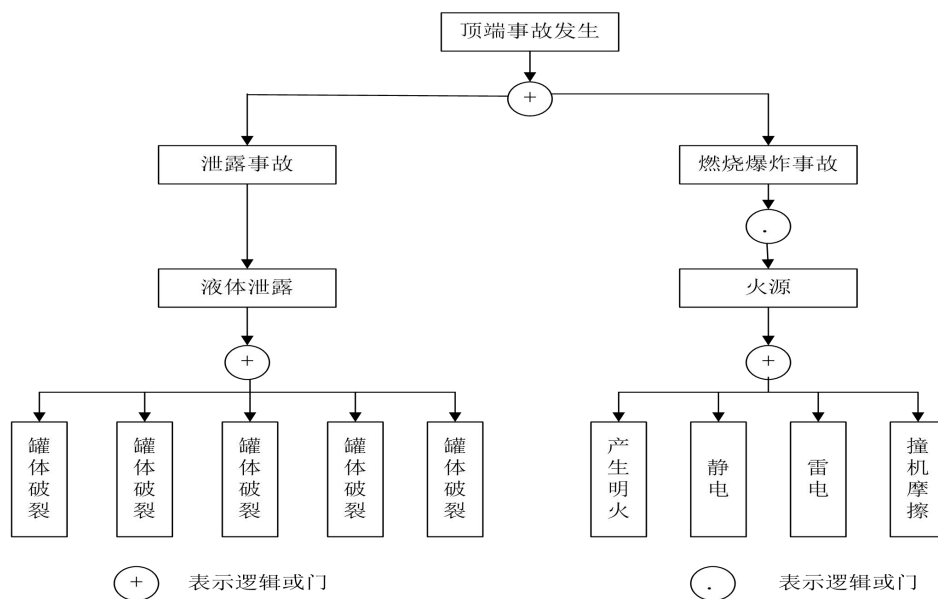 顶端事故发生
+
泄露事故
燃烧爆炸事故
.
液体泄露
火源
+
+
罐体破裂
罐体破裂
罐体破裂
罐体破裂
罐体破裂
产生明火
静电
雷电
撞机摩擦
+
表示逻辑或门
.
表示逻辑或门